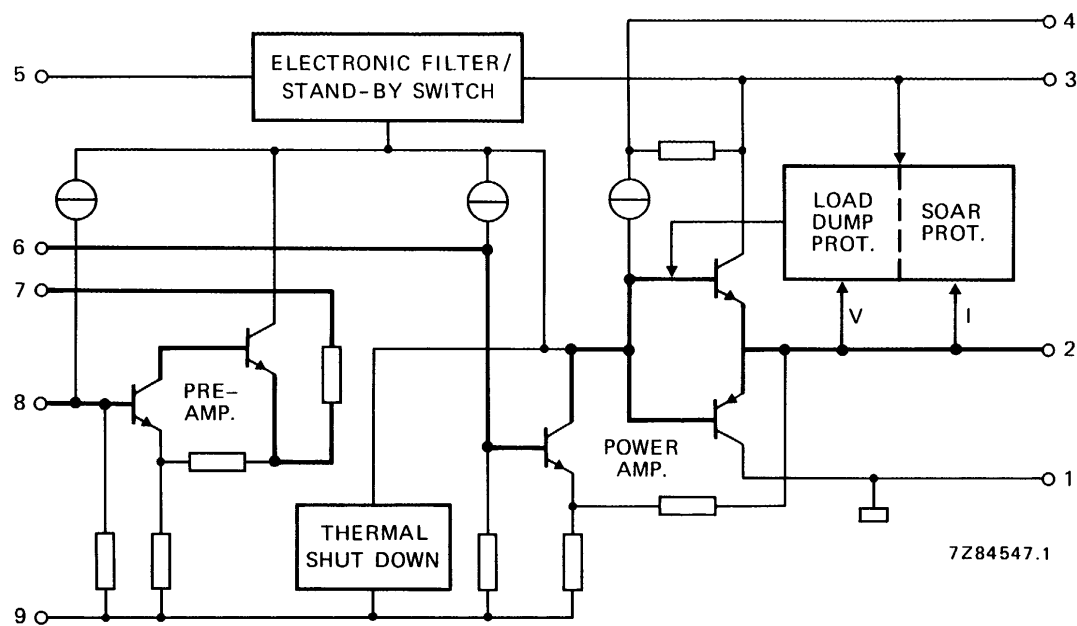 4
5
ELECTRONIC FILTER/
STAND-BY SWITCH
3
LOAD
DUMP
PROT.
SOAR
PROT.
6
7
V
I
2
8
PRE-
AMP.
POWER
AMP.
1
THERMAL
SHUT DOWN
7Z84547.1
9